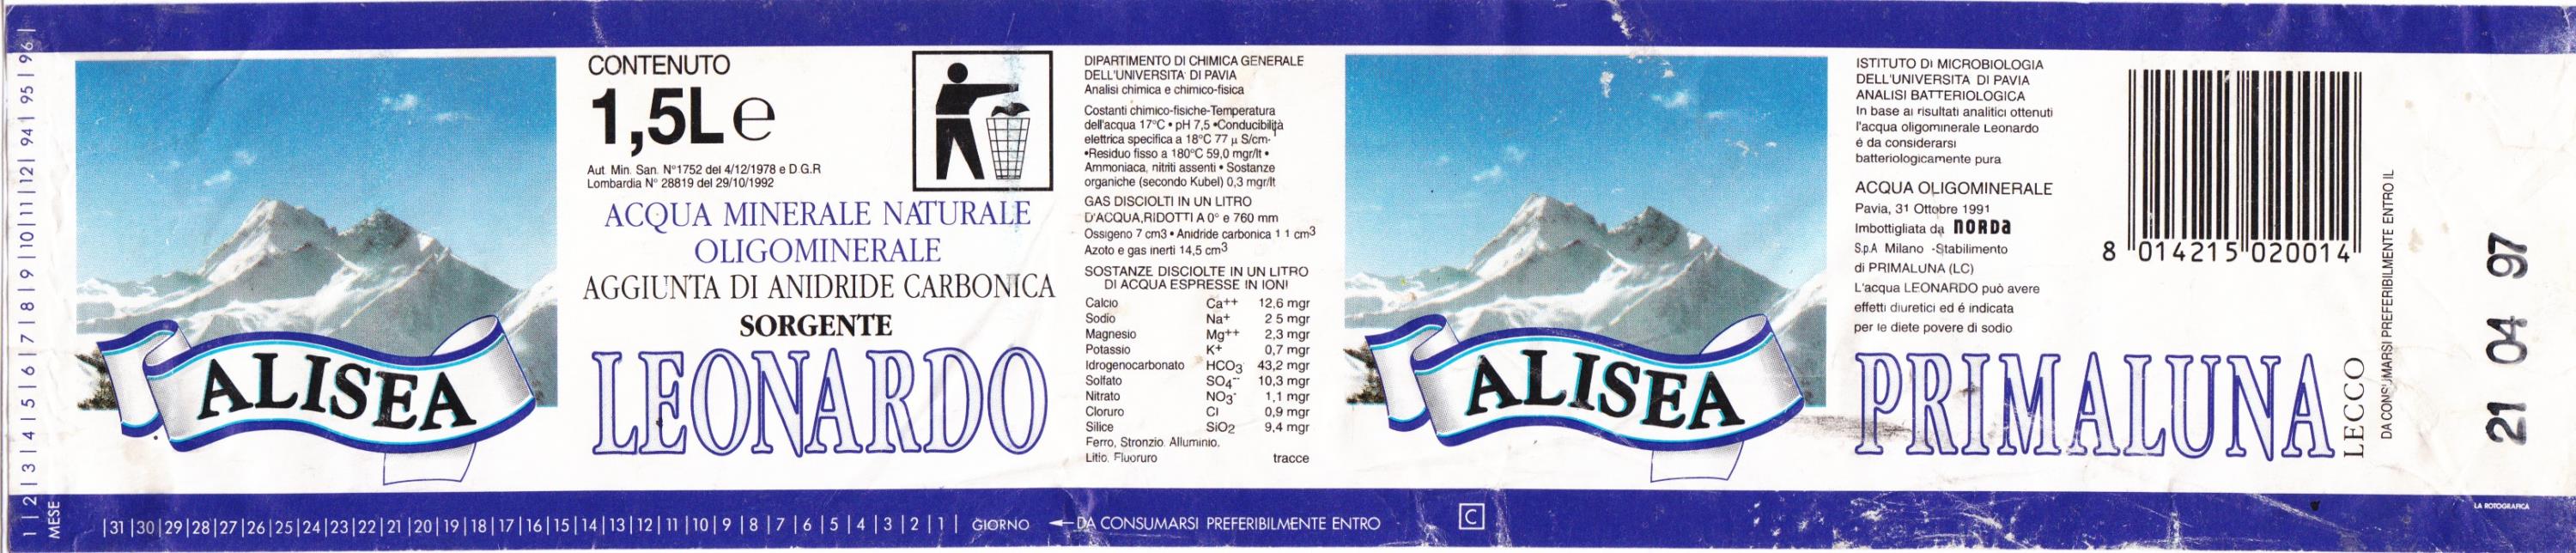 1|2|3|4|5|6|7|8|9|10|11|12| 94| 95|96|
MESE
ALISEA
CONTENUTO
1,5L e
Aut. Min. San. N°1752 del 4/12/1978 e D.G.R
Lombardia N° 28819 del 29/10/1992
ACQUA MINERALE NATURALE
OLIGOMINERALE
AGGIUNTA DI ANIDRIDE CARBONICA
SORGENTE
LEONARDO
DIPARTIMENTO DI CHIMICA GENERALE
DELL'UNIVERSITA' DI PAVIA
Analisi chimica e chimico-fisica
Costanti chimico-fisiche-Temperatura
dell'acqua 17°C • pH 7,5 •Conducibilità
elettrica specifica a 18°C 77 µ S/cm-
•Residuo fisso a 180°C 59,0 mgr/lt •
Ammoniaca, nitriti assenti • Sostanze
organiche (secondo Kubel) 0,3 mgr/lt
GAS DISCIOLTI IN UN LITRO
D'ACQUA,RIDOTTI A 0° e 760 mm
Ossigeno 7 cm3 • Anidride carbonica 1 1 cm3
Azoto e gas inerti 14,5 cm3
SOSTANZE DISCIOLTE IN UN LITRO
DI ACQUA ESPRESSE IN IONI
Calcio Ca++ 12,6 mgr
Sodio Na+ 2 5 mgr
Magnesio Mg++ 2,3 mgr
Potassio K+ 0,7 mgr
Idrogenocarbonato HCO3 43,2 mgr
Solfato SO4-- 10,3 mgr
Nitrato NO3- 1,1 mgr
Cloruro Cl 0,9 mgr
Silice SiO2 9,4 mgr
Ferro, Stronzio. Alluminio.
Litio. Fluoruro tracce
ALISEA
ISTITUTO DI MICROBIOLOGIA
DELL'UNIVERSITA DI PAVIA
ANALISI BATTERIOLOGICA
In base ai risultati analitici ottenuti
l'acqua oligominerale Leonardo
é da considerarsi
batteriologicamente pura
ACQUA OLIGOMINERALE
Pavia, 31 Ottobre 1991
Imbottigliata da NORDA
S.p.A Milano -Stabilimento
di PRIMALUNA (LC)
L'acqua LEONARDO può avere
effetti diuretici ed é indicata
per le diete povere di sodio
PRIMALUNA
LECCO
8 014215 020014
DA CONSUMARSI PREFERIBILMENTE ENTRO IL
21 04 97
|31|30|29|28|27|26|25|24|23|22|21|20|19|18|17|16|15|14|13|12|11|10|9|8|7|6|5|4|3|2|1| GIORNO ← DA CONSUMARSI PREFERIBILMENTE ENTRO
C
LA ROTOGRAFICA